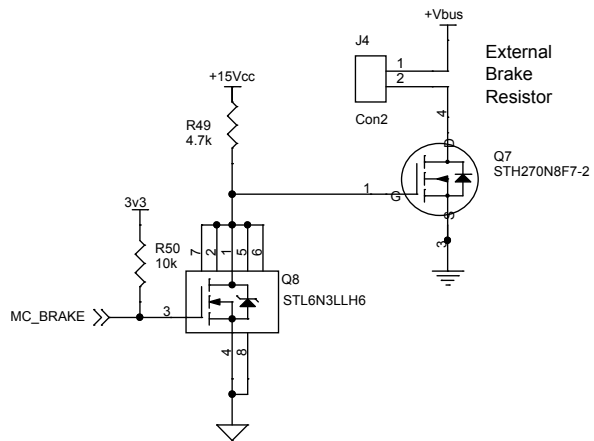 +Vbus
J4
External
Brake
Resistor
1
2
+15Vcc
Con2
R49
4.7k
4
D
Q7
STH270N8F7-2
1
G
S
3
3v3
R50
10k
7
2
1
5
6
Q8
STL6N3LLH6
MC_BRAKE
3
4
8